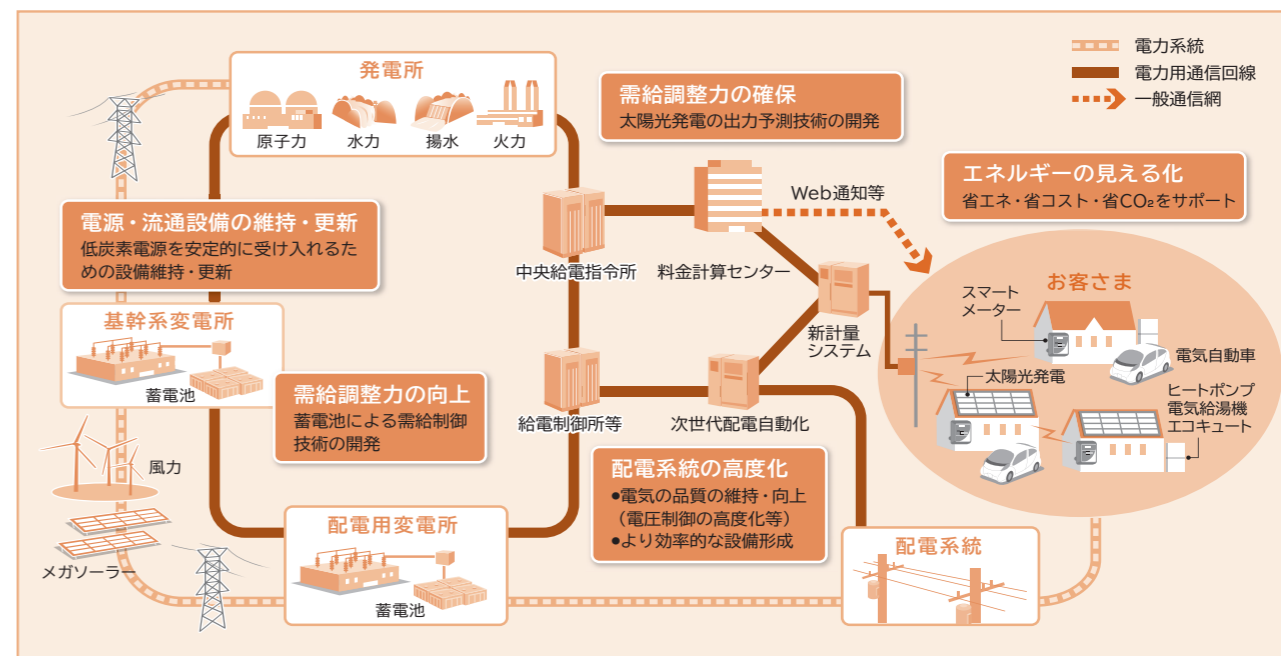 電力系統
電力用通信回線
一般通信網
発電所
原子力
水力
揚水
火力
需給調整力の確保
太陽光発電の出力予測技術の開発
エネルギーの見える化
省エネ・省コスト・省CO₂をサポート
Web通知等
電源・流通設備の維持・更新
低炭素電源を安定的に受け入れるた
めの設備維持・更新
中央給電指令所
料金計算センター
新計量
システム
お客さま
スマート
メーター
電気自動車
太陽光発電
ヒートポンプ
電気給湯機
エコキュート
基幹系変電所
蓄電池
需給調整力の向上
蓄電池による需給制御
技術の開発
給電制御所等
次世代配電自動化
風力
メガソーラー
配電系統の高度化
●電気の品質の維持・向上
（電圧制御の高度化等）
●より効率的な設備形成
配電用変電所
蓄電池
配電系統